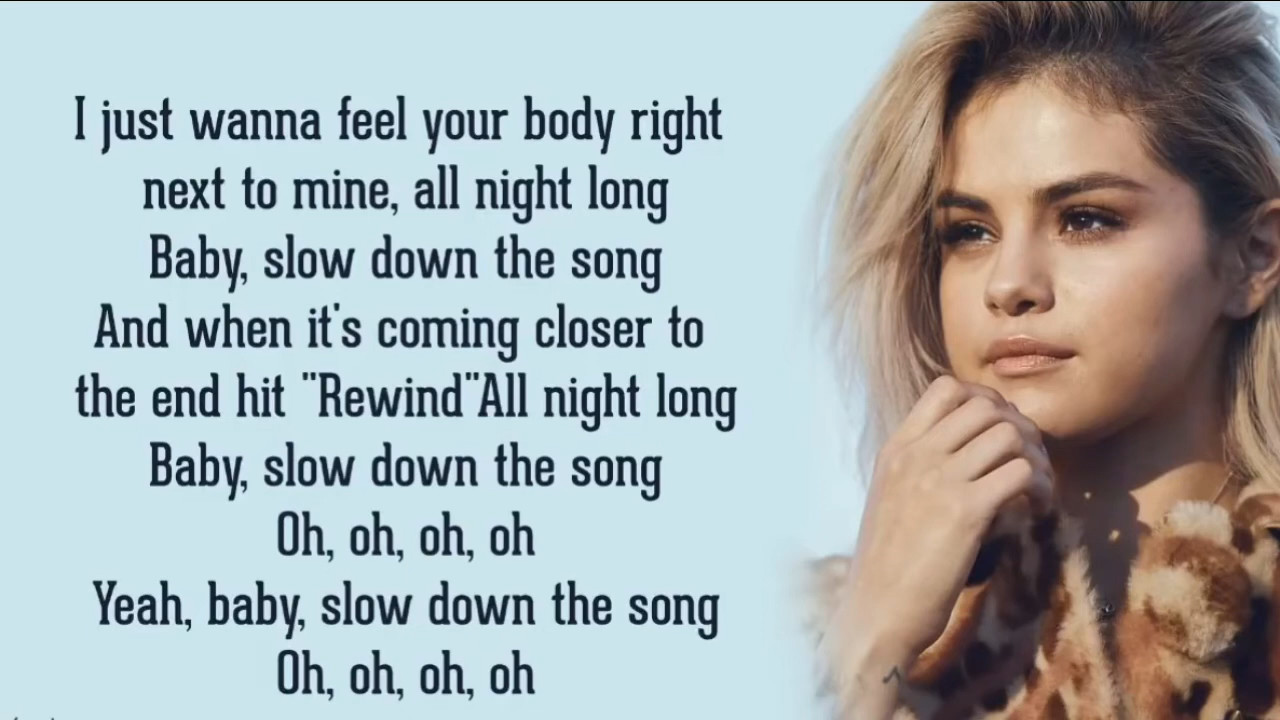 I just wanna feel your body right
next to mine, all night long
Baby, slow down the song
And when it's coming closer to
the end hit "Rewind"All night long
Baby, slow down the song
Oh, oh, oh, oh
Yeah, baby, slow down the song
Oh, oh, oh, oh